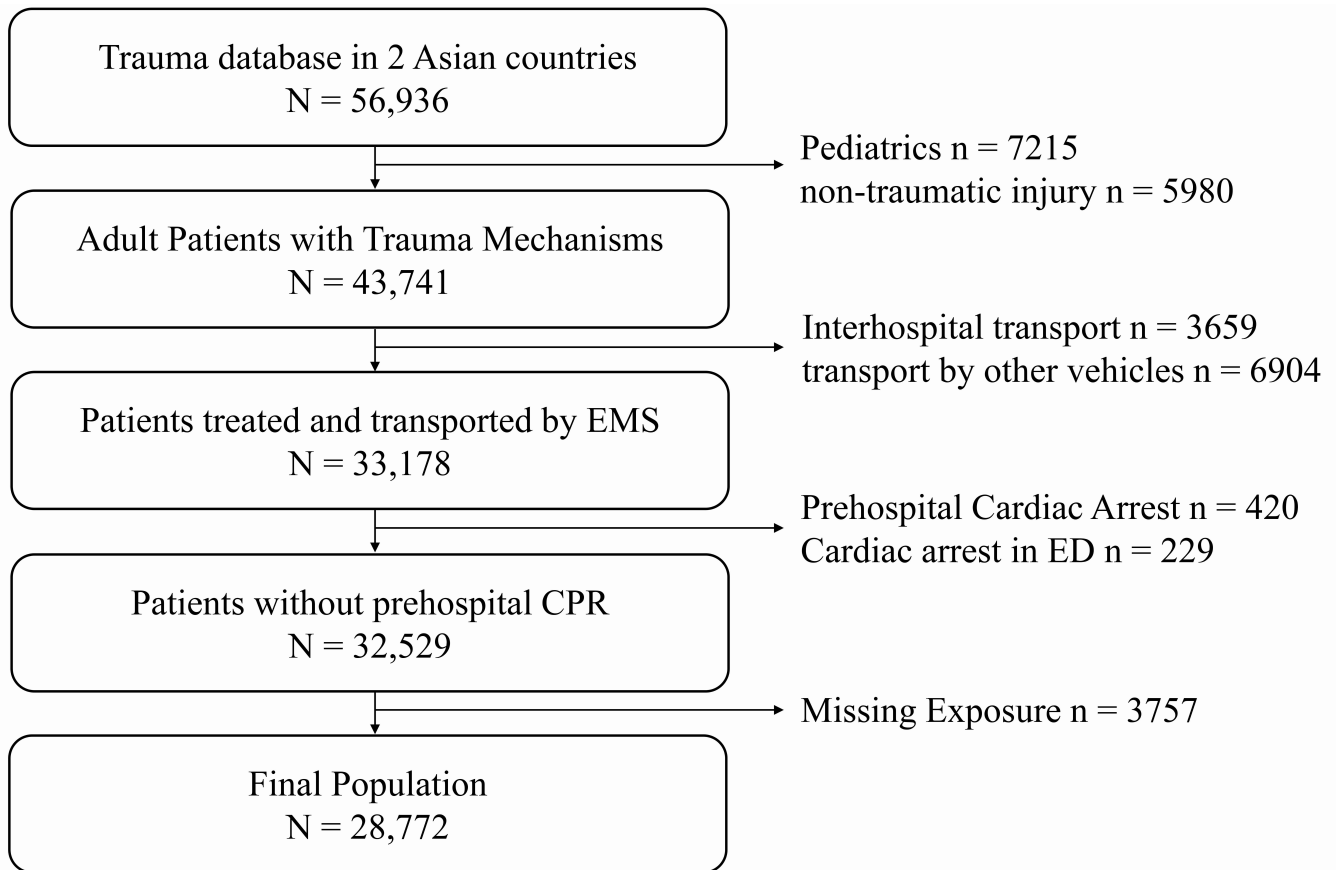 Trauma database in 2 Asian countries
N = 56,936
Pediatrics n = 7215
non-traumatic injury n = 5980
Adult Patients with Trauma Mechanisms
N = 43,741
Interhospital transport n = 3659
transport by other vehicles n = 6904
Patients treated and transported by EMS
N = 33,178
Prehospital Cardiac Arrest n = 420
Cardiac arrest in ED n = 229
Patients without prehospital CPR
N = 32,529
Missing Exposure n = 3757
Final Population
N = 28,772